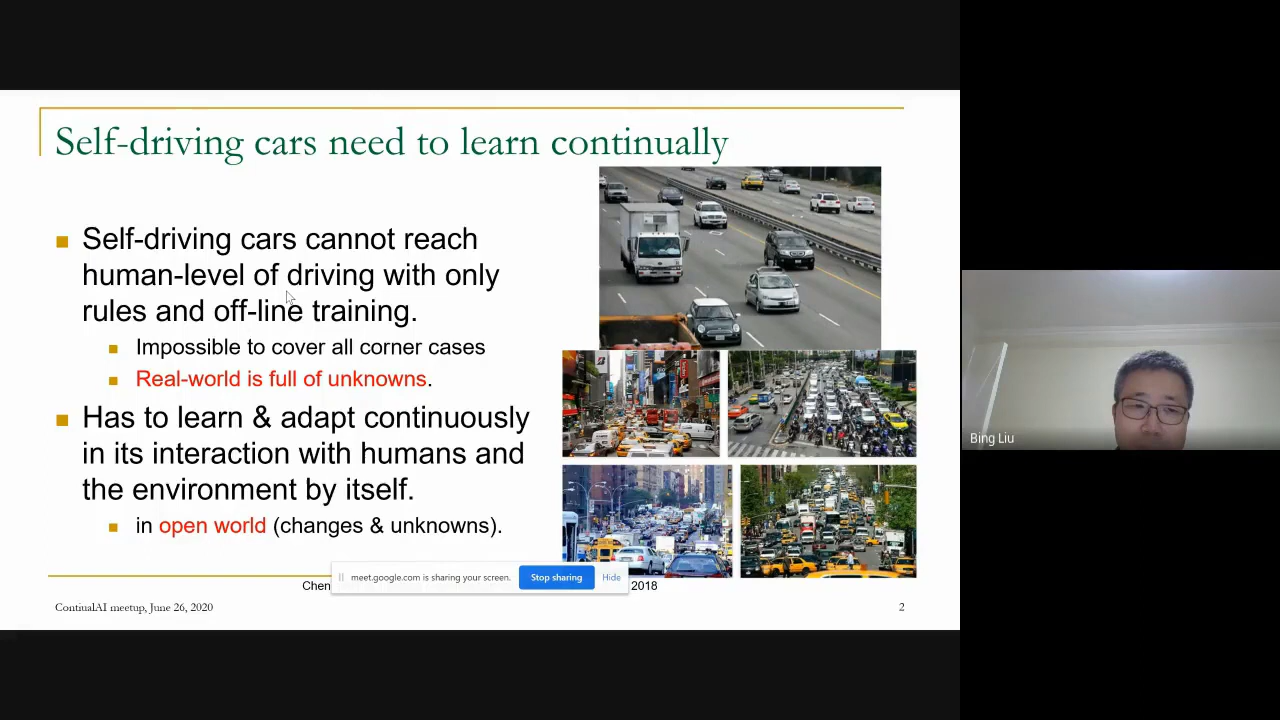 Self-driving cars need to learn continually
Self-driving cars cannot reach
human-level of driving with only
rules and off-line training.
Impossible to cover all corner cases
Real-world is full of unknowns.
Has to learn & adapt continuously
in its interaction with humans and
the environment by itself.
in open world (changes & unknowns).
meet.google.com is sharing your screen.
Stop sharing
Hide
Chen
2018
ContiualAI meetup, June 26, 2020
2
Bing Liu